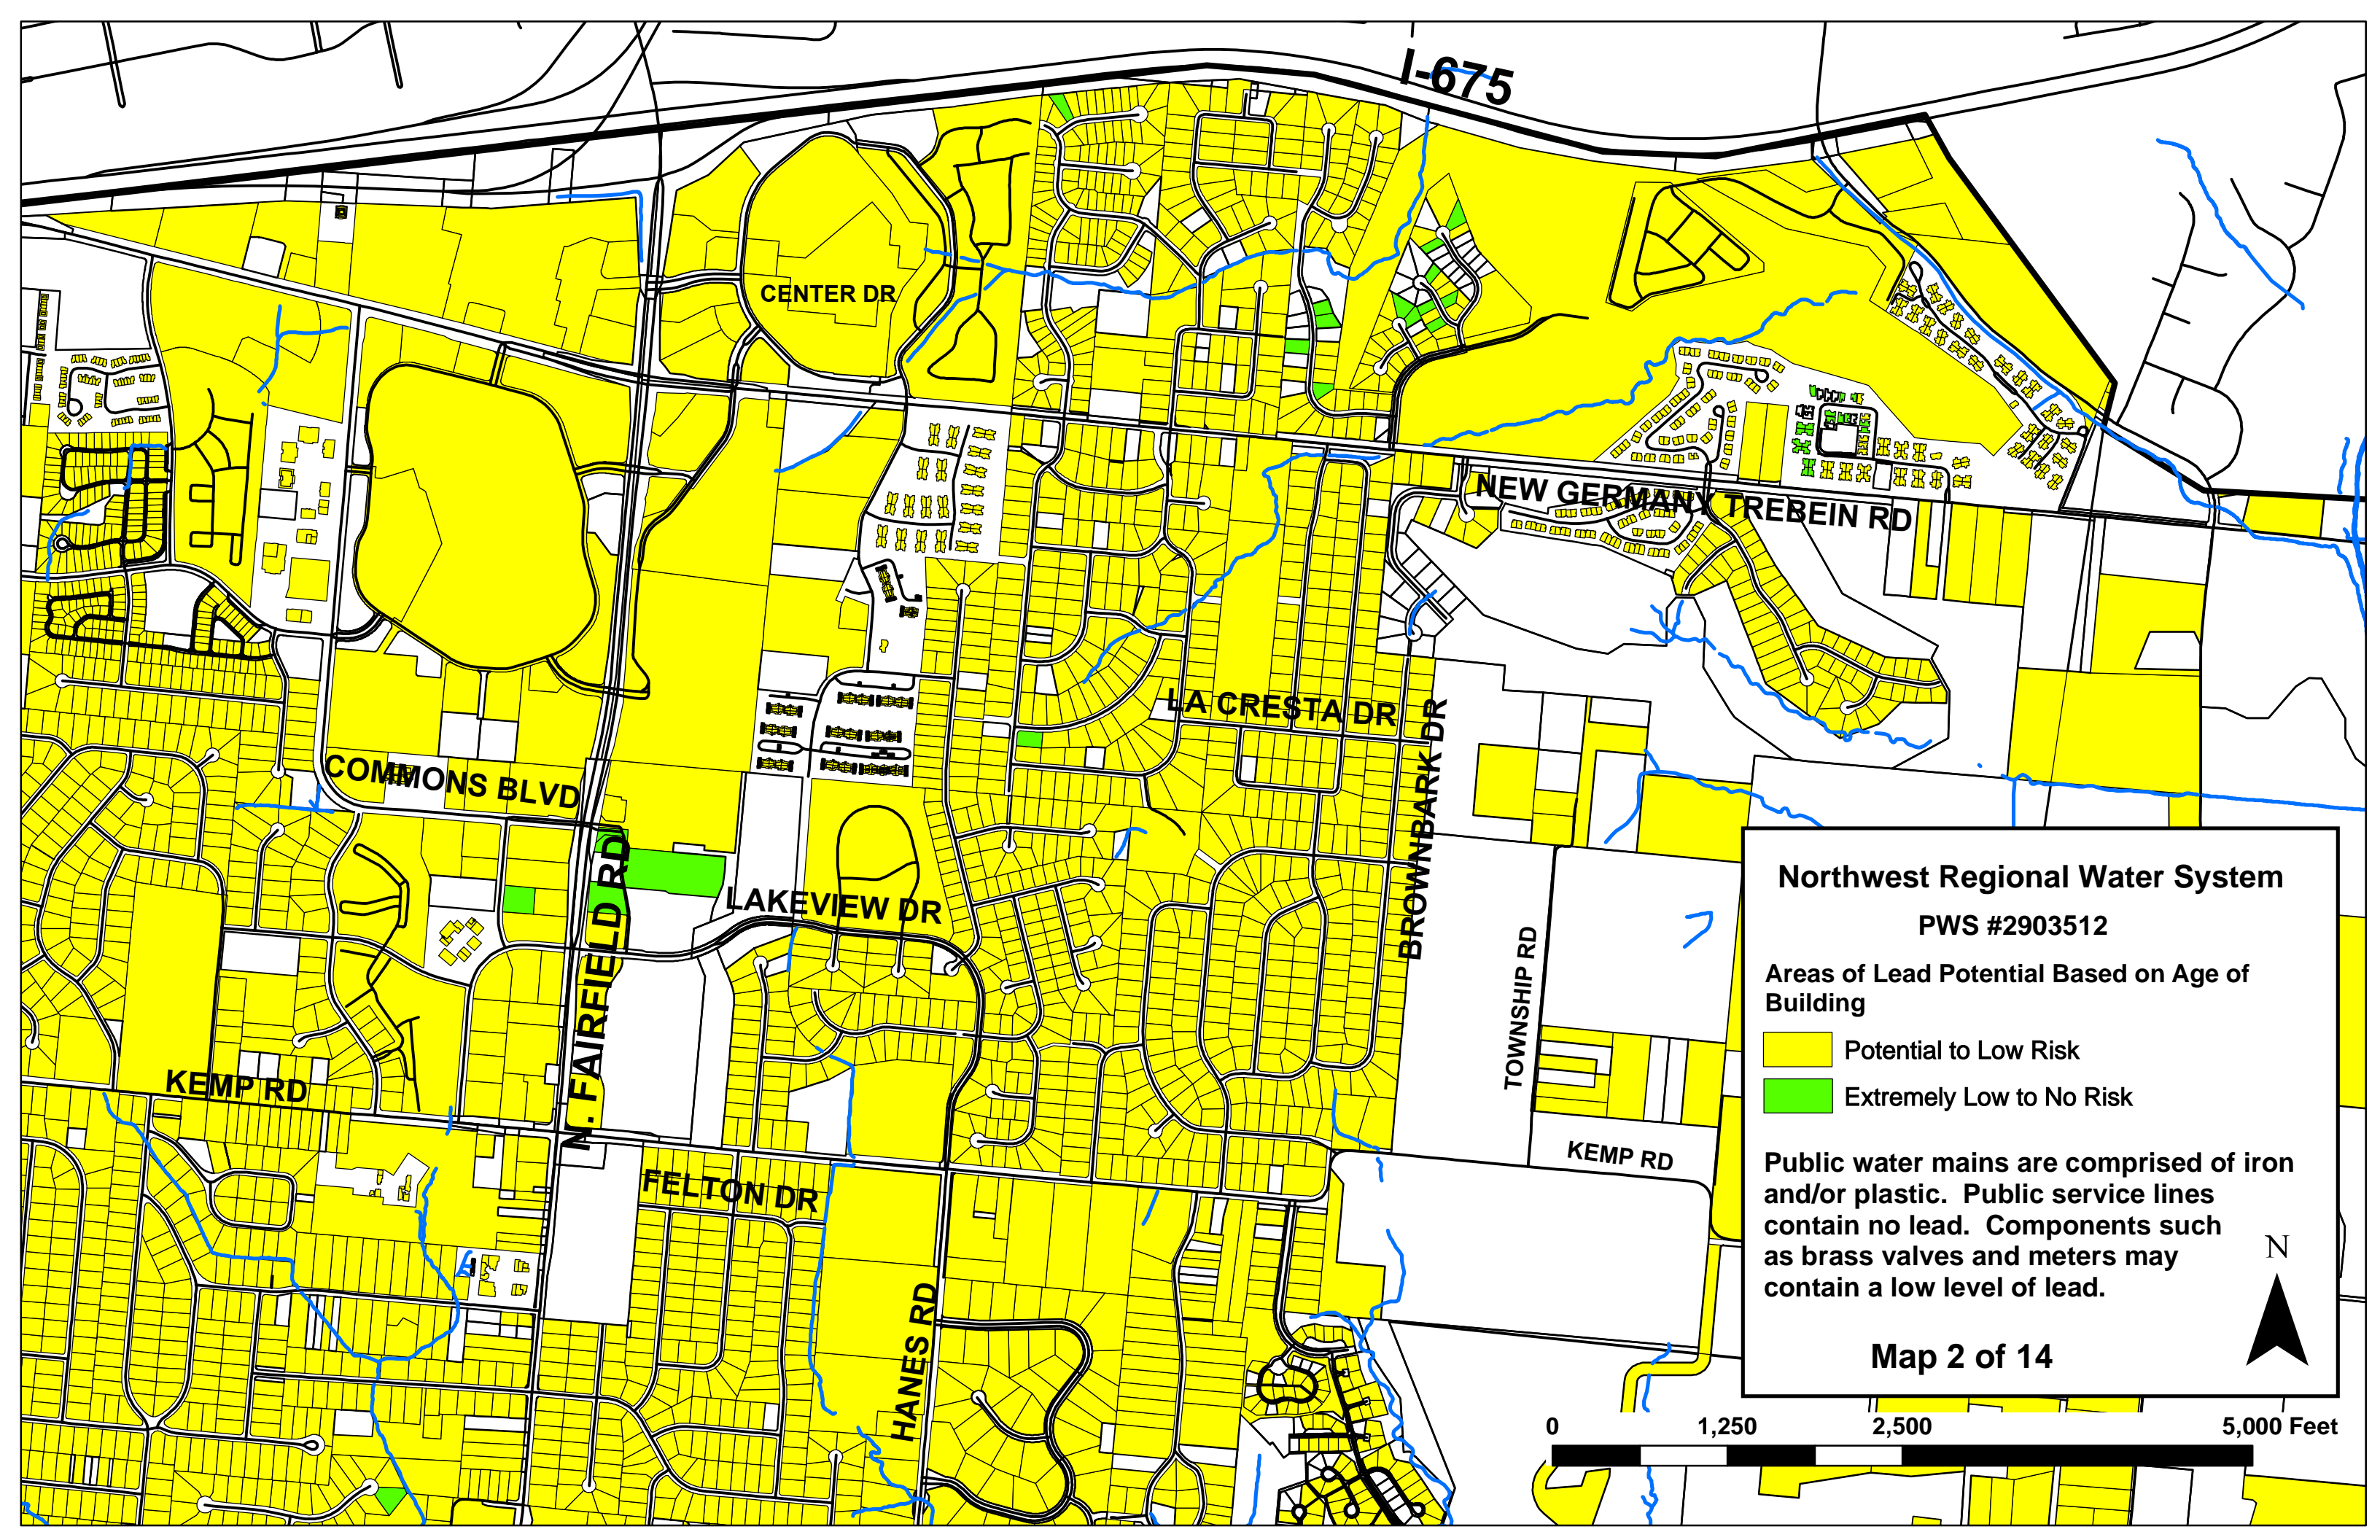 I-675
CENTER DR
NEW GERMANY TREBEIN RD
LA CRESTA DR
BROWNBARK DR
COMMONS BLVD
N. FAIRFIELD RD
LAKEVIEW DR
TOWNSHIP RD
KEMP RD
KEMP RD
FELTON DR
HANES RD
Northwest Regional Water System
PWS #2903512
Areas of Lead Potential Based on Age of
Building
Potential to Low Risk
Extremely Low to No Risk
Public water mains are comprised of iron
and/or plastic. Public service lines
contain no lead. Components such
as brass valves and meters may
contain a low level of lead.
N
Map 2 of 14
0 1,250 2,500 5,000 Feet